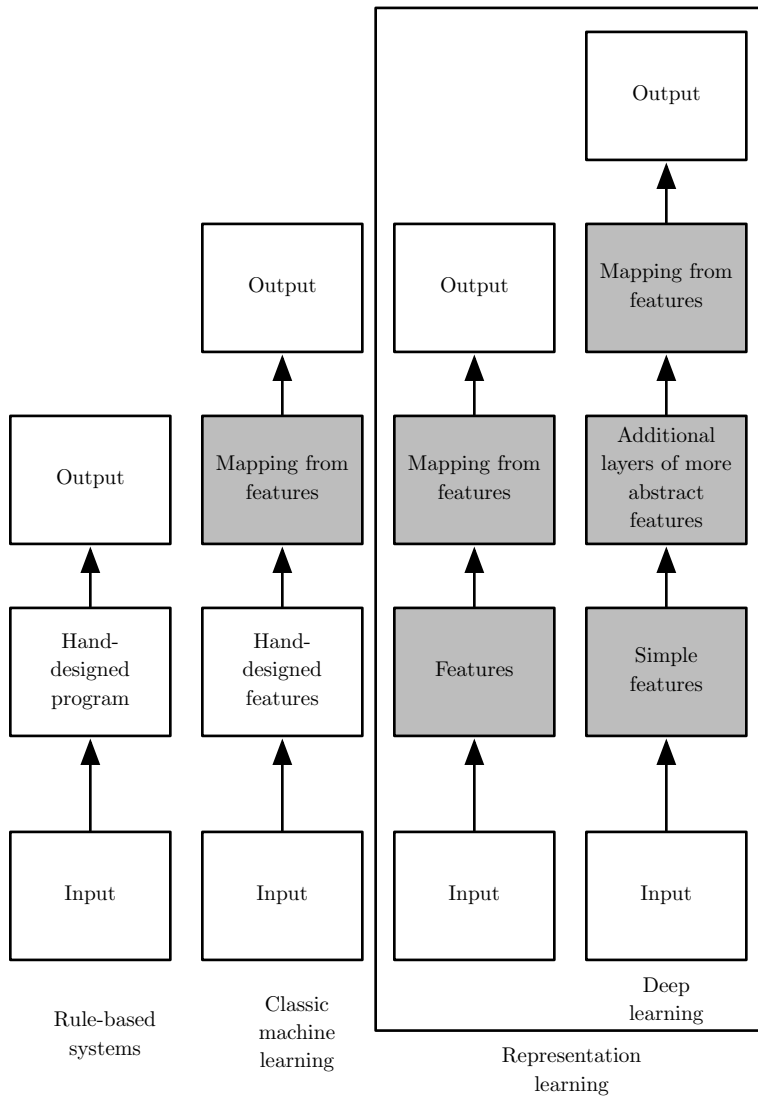 Output
Output
Output
Mapping from
features
Output
Mapping from
features
Mapping from
features
Additional
layers of more
abstract
features
Hand-
designed
program
Hand-
designed
features
Features
Simple
features
Input
Input
Input
Input
Rule-based
systems
Classic
machine
learning
Deep
learning
Representation
learning